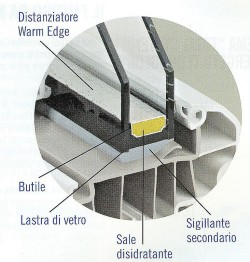 Distanziatore
Warm Edge
Butile
Lastra di vetro
Sale
disidratante
Sigillante
secondario